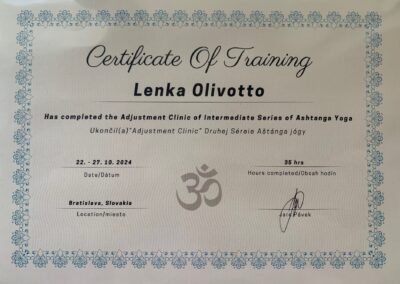 Certificate Of Training
Lenka Olivotto
Has completed the Adjustment Clinic of Intermediate Series of Ashtanga Yoga
Ukončil(a)"Adjustment Clinic" Druhej Séreie Aštánga jógy
22. - 27. 10. 2024
35 hrs
Date/Dátum
Hours completed/Obsah hodín
ॐ
Bratislava, Slovakia
Location/miesto
Pávek